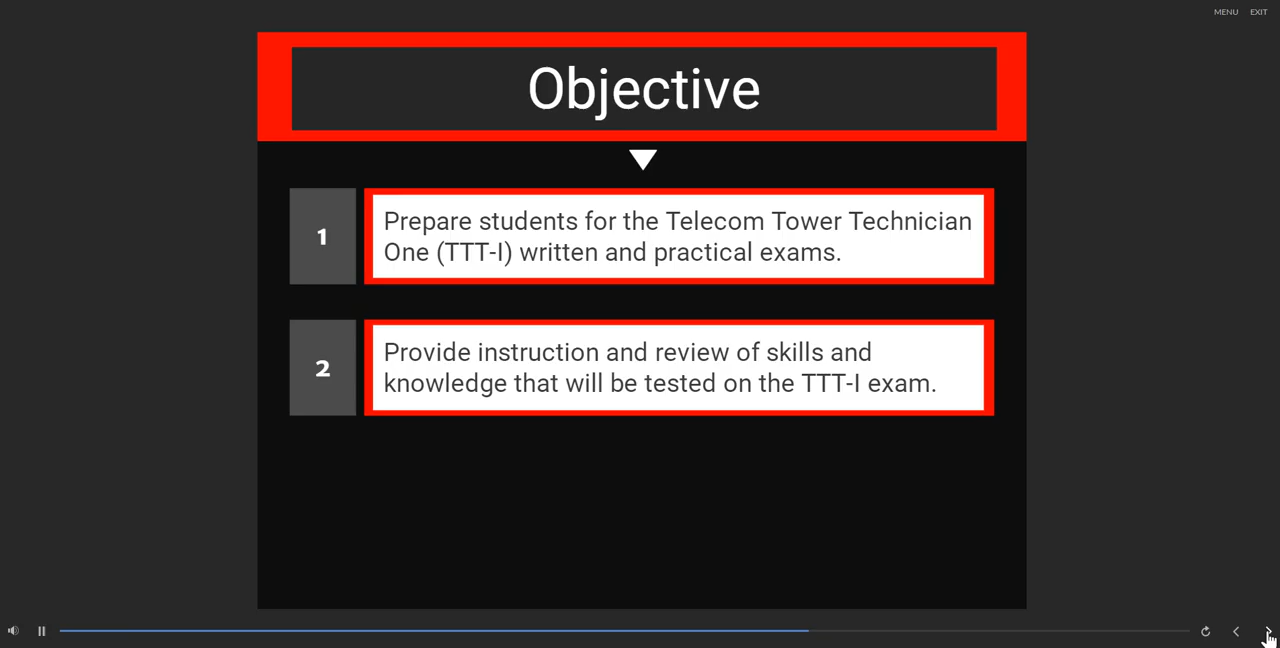 MENU EXIT
Objective
1
Prepare students for the Telecom Tower Technician
One (TTT-I) written and practical exams.
2
Provide instruction and review of skills and
knowledge that will be tested on the TTT-I exam.